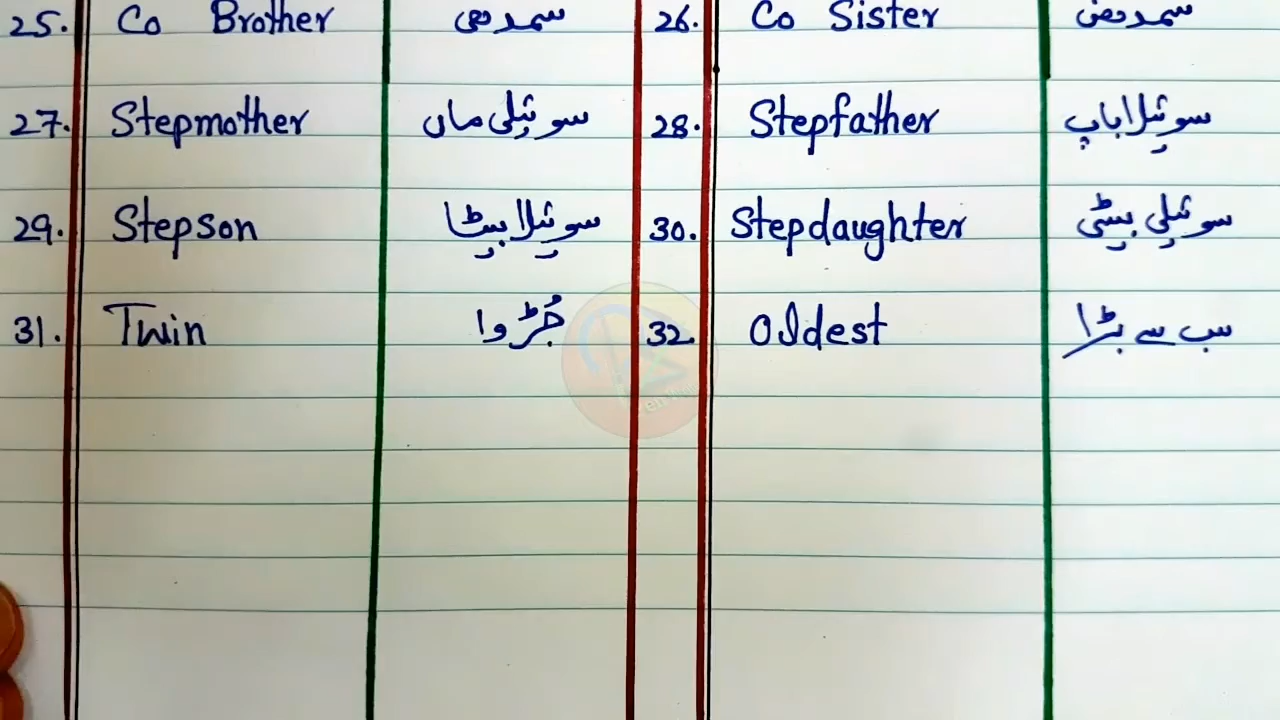 25. Co Brother سمدھی 26. Co Sister سمدھن
27. Stepmother سوتیلی ماں 28. Stepfather سوتیلا باپ
29. Stepson سوتیلا بیٹا 30. Stepdaughter سوتیلی بیٹی
31. Twin جُڑوا 32. Oldest سب سے بڑا